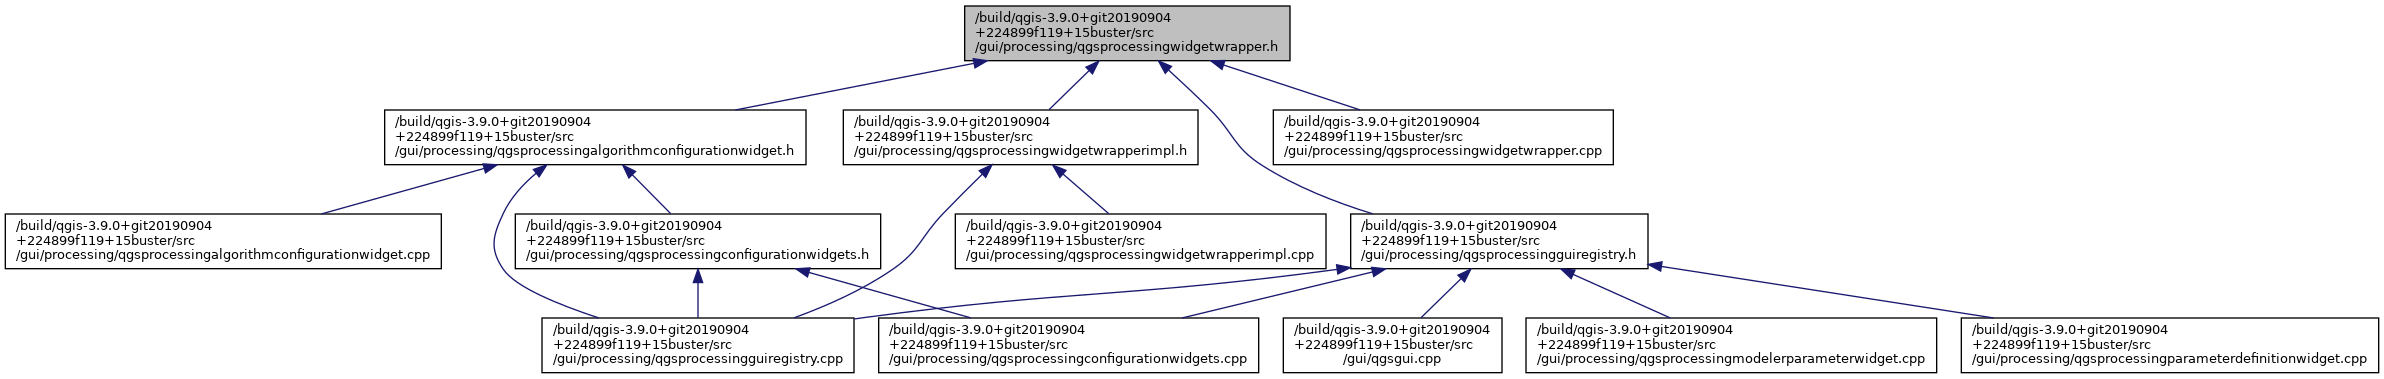 /build/qgis-3.9.0+git20190904
+224899f119+15buster/src
/gui/processing/qgsprocessingwidgetwrapper.h
/build/qgis-3.9.0+git20190904
+224899f119+15buster/src
/gui/processing/qgsprocessingalgorithmconfigurationwidget.h
/build/qgis-3.9.0+git20190904
+224899f119+15buster/src
/gui/processing/qgsprocessingwidgetwrapperimpl.h
/build/qgis-3.9.0+git20190904
+224899f119+15buster/src
/gui/processing/qgsprocessingwidgetwrapper.cpp
/build/qgis-3.9.0+git20190904
+224899f119+15buster/src
/gui/processing/qgsprocessingalgorithmconfigurationwidget.cpp
/build/qgis-3.9.0+git20190904
+224899f119+15buster/src
/gui/processing/qgsprocessingconfigurationwidgets.h
/build/qgis-3.9.0+git20190904
+224899f119+15buster/src
/gui/processing/qgsprocessingwidgetwrapperimpl.cpp
/build/qgis-3.9.0+git20190904
+224899f119+15buster/src
/gui/processing/qgsprocessingguiregistry.h
/build/qgis-3.9.0+git20190904
+224899f119+15buster/src
/gui/processing/qgsprocessingguiregistry.cpp
/build/qgis-3.9.0+git20190904
+224899f119+15buster/src
/gui/processing/qgsprocessingconfigurationwidgets.cpp
/build/qgis-3.9.0+git20190904
+224899f119+15buster/src
/gui/qgsgui.cpp
/build/qgis-3.9.0+git20190904
+224899f119+15buster/src
/gui/processing/qgsprocessingmodelerparameterwidget.cpp
/build/qgis-3.9.0+git20190904
+224899f119+15buster/src
/gui/processing/qgsprocessingparameterdefinitionwidget.cpp